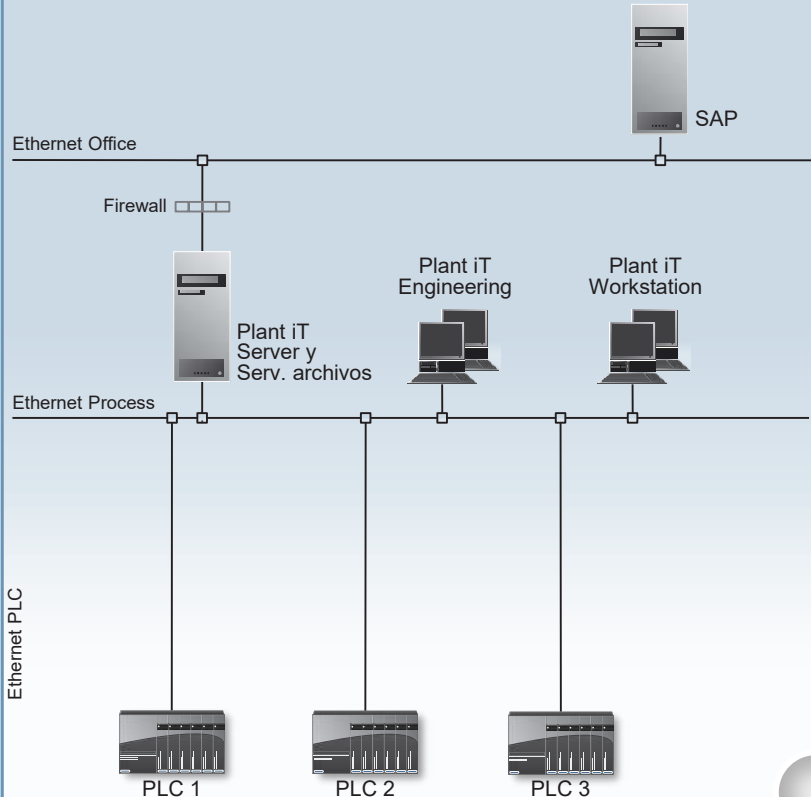 SAP
Ethernet Office
Firewall
Plant iT
Engineering
Plant iT
Workstation
Plant iT
Server y
Serv. archivos
Ethernet Process
Ethernet PLC
PLC 1
PLC 2
PLC 3